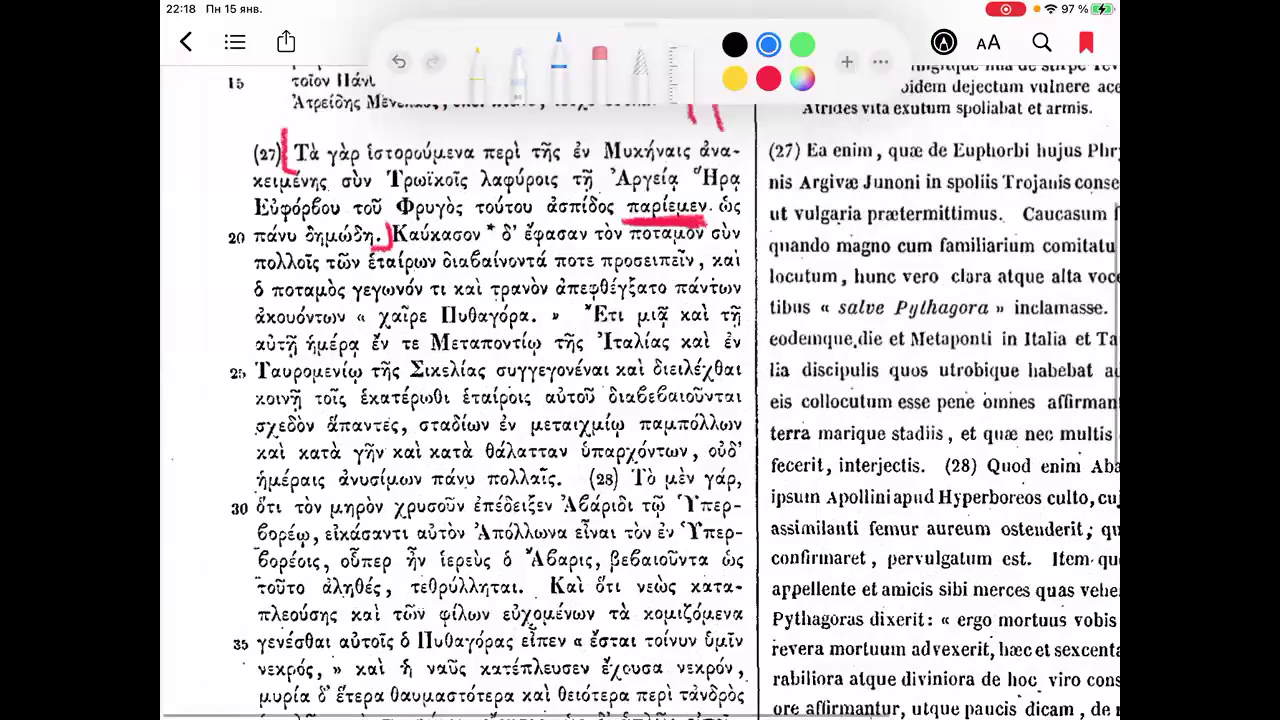 22:18 Пн 15 янв.
97 %
AA
15 τοῖον Πάν
Ἀτρείδης Μενέλαος,
(27) Τὰ γὰρ ἱστορούμενα περὶ τῆς ἐν Μυκήναις ἀνα-
κειμένης σὺν Τρωϊκοῖς λαφύροις τῇ Ἀργείᾳ Ἥρᾳ
Εὐφόρβου τοῦ Φρυγὸς τούτου ἀσπίδος παρίεμεν ὡς
20 πάνυ δημώδη. Καύκασον * δ’ ἔφασαν τὸν ποταμὸν σὺν
πολλοῖς τῶν ἑταίρων διαβαίνοντά ποτε προσειπεῖν, καὶ
ὁ ποταμὸς γεγωνόν τι καὶ τρανὸν ἀπεφθέγξατο πάντων
ἀκουόντων « χαῖρε Πυθαγόρα. » Ἔτι μιᾷ καὶ τῇ
αὐτῇ ἡμέρᾳ ἔν τε Μεταποντίῳ τῆς Ἰταλίας καὶ ἐν
25 Ταυρομενίῳ τῆς Σικελίας συγγεγονέναι καὶ διειλέχθαι
κοινῇ τοῖς ἑκατέρωθι ἑταίροις αὐτοῦ διαβεβαιοῦνται
σχεδὸν ἅπαντες, σταδίων ἐν μεταιχμίῳ παμπόλλων
καὶ κατὰ γῆν καὶ κατὰ θάλατταν ὑπαρχόντων, οὐδ’
ἡμέραις ἀνυσίμων πάνυ πολλαῖς. (28) Τὸ μὲν γάρ,
30 ὅτι τὸν μηρὸν χρυσοῦν ἐπέδειξεν Ἀβάριδι τῷ Ὑπερ-
βορέῳ, εἰκάσαντι αὐτὸν Ἀπόλλωνα εἶναι τὸν ἐν Ὑπερ-
βορέοις, οὗπερ ἦν ἱερεὺς ὁ Ἄβαρις, βεβαιοῦντα ὡς
τοῦτο ἀληθές, τεθρύλληται. Καὶ ὅτι νεὼς κατα-
πλεούσης καὶ τῶν φίλων εὐχομένων τὰ κομιζόμενα
35 γενέσθαι αὐτοῖς ὁ Πυθαγόρας εἶπεν « ἔσται τοίνυν ὑμῖν
νεκρός, » καὶ ἡ ναῦς κατέπλευσεν ἔχουσα νεκρόν,
μυρία δ’ ἕτερα θαυμαστότερα καὶ θειότερα περὶ τἀνδρὸς
oidem dejectum vulnere ace
Atrides vita exutum spoliabat et armis.
(27) Ea enim, quæ de Euphorbi hujus Phry
nis Argivæ Junoni in spoliis Trojanis conse
ut vulgaria prætermittimus. Caucasum f
quando magno cum familiarium comitatu
locutum, hunc vero clara atque alta voce
tibus « salve Pythagora » inclamasse.
eodemque die et Metaponti in Italia et Ta
lia discipulis quos utrobique habebat a
eis collocutum esse pene omnes affirman
terra marique stadiis, et quæ nec multis
fecerit, interjectis. (28) Quod enim Aba
ipsum Apollini apud Hyperboreos culto, cu
assimilanti femur aureum ostenderit; qu
confirmaret, pervulgatum est. Item qu
appellente et amicis sibi merces quas vehe
Pythagoras dixerit: « ergo mortuus vobis
revera mortuum advexerit, hæc et sexcenta
rabiliora atque diviniora de hoc viro cons
ore affirmantur, utque paucis dicam, de